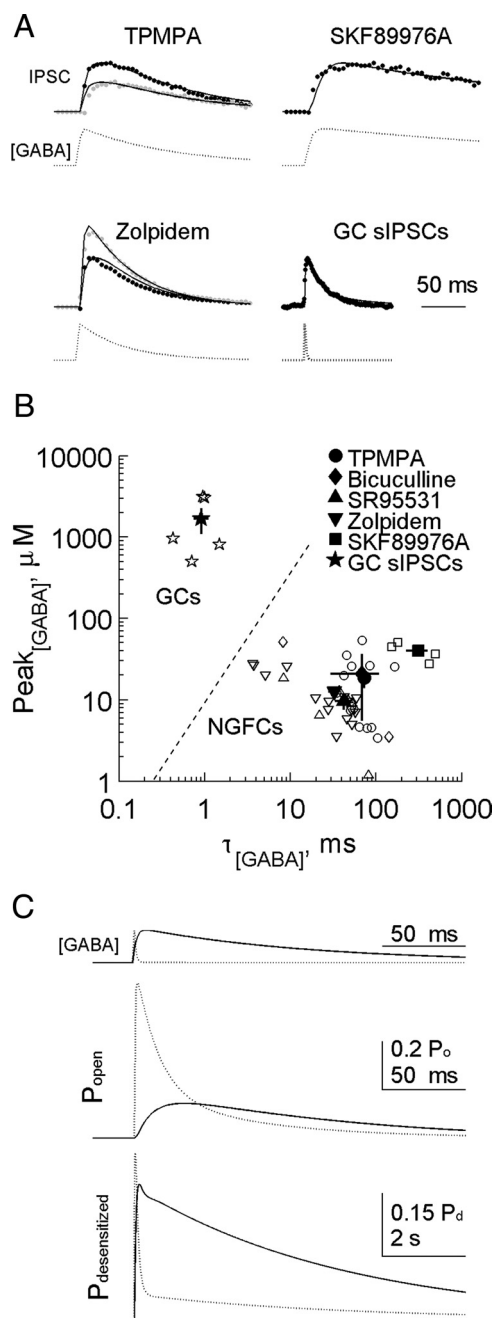 A
TPMPA
SKF89976A
IPSC
[GABA]
Zolpidem
GC sIPSCs
50 ms
B
10000
1000
100
10
1
Peak[GABA], μM
TPMPA
Bicuculline
SR95531
Zolpidem
SKF89976A
GC sIPSCs
GCs
NGFCs
0.1
1
10
100
1000
τ[GABA], ms
C
[GABA]
50 ms
Popen
0.2 Po
50 ms
Pdesensitized
0.15 Pd
2 s